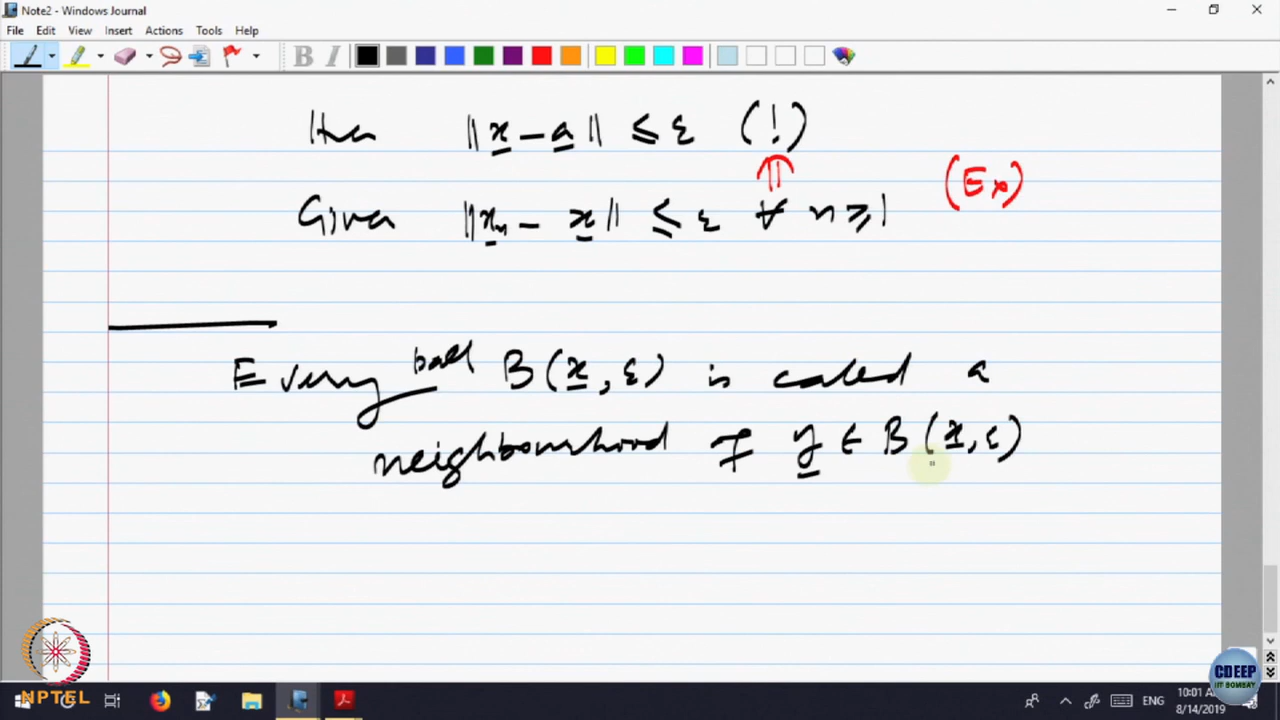 Note2 - Windows Journal
File Edit View Insert Actions Tools Help
B I
then ‖x - a‖ ≤ ε (!)
⇑ (Ex)
Given ‖xₙ - x‖ ≤ ε ∀ n ≥ 1
Every ball B(x, ε) is called a
neighbourhood of y ∈ B(x, ε)
NPTEL
CDEEP
IIT BOMBAY
ENG
10:01 A
8/14/2019